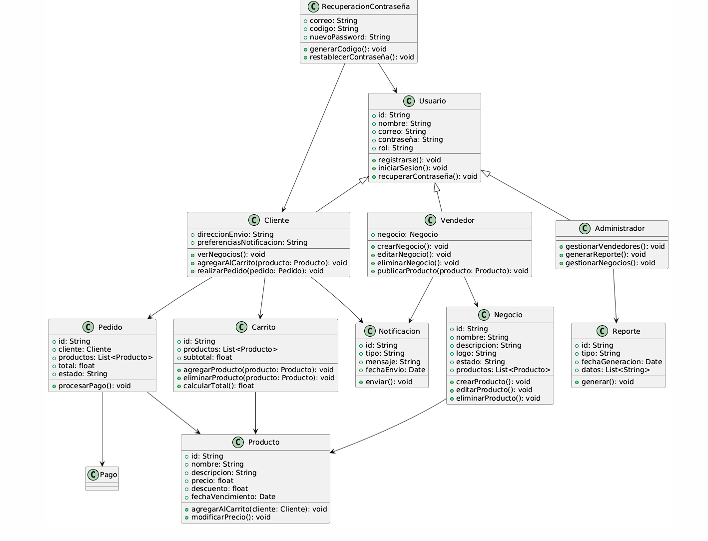 C RecuperacionContraseña
correo: String
codigo: String
nuevoPassword: String
generarCodigo(): void
restablecerContraseña(): void
C Usuario
id: String
nombre: String
correo: String
contraseña: String
rol: String
registrarse(): void
iniciarSesion(): void
recuperarContraseña(): void
C Cliente
direccionEnvio: String
preferenciasNotificacion: String
verNegocios(): void
agregarAlCarrito(producto: Producto): void
realizarPedido(pedido: Pedido): void
C Vendedor
negocio: Negocio
crearNegocio(): void
editarNegocio(): void
eliminarNegocio(): void
publicarProducto(producto: Producto): void
C Administrador
gestionarVendedores(): void
generarReporte(): void
gestionarNegocios(): void
C Pedido
id: String
cliente: Cliente
productos: List<Producto>
total: float
estado: String
procesarPago(): void
C Carrito
id: String
productos: List<Producto>
subtotal: float
agregarProducto(producto: Producto): void
eliminarProducto(producto: Producto): void
calcularTotal(): float
C Notificacion
id: String
tipo: String
mensaje: String
fechaEnvio: Date
enviar(): void
C Negocio
id: String
nombre: String
descripcion: String
logo: String
estado: String
productos: List<Producto>
crearProducto(): void
editarProducto(): void
eliminarProducto(): void
C Reporte
id: String
tipo: String
fechaGeneracion: Date
datos: List<String>
generar(): void
C Pago
C Producto
id: String
nombre: String
descripcion: String
precio: float
descuento: float
fechaVencimiento: Date
agregarAlCarrito(cliente: Cliente): void
modificarPrecio(): void